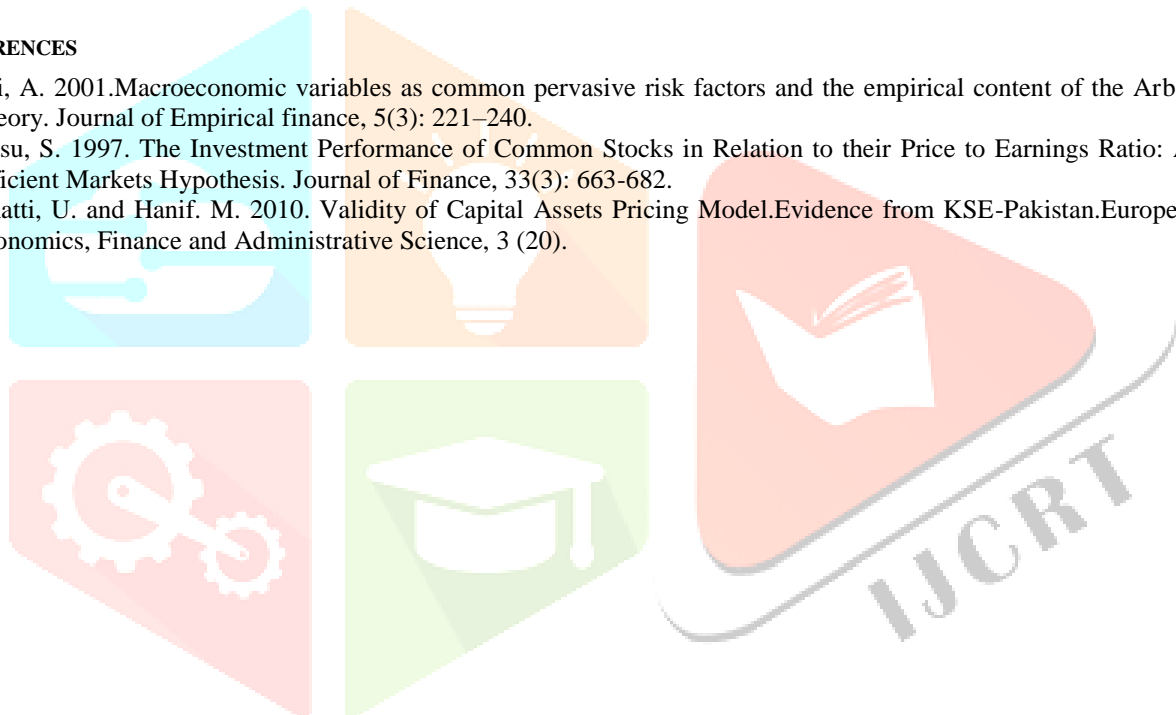 RENCES
i, A. 2001.Macroeconomic variables as common pervasive risk factors and the empirical content of the Arb
eory. Journal of Empirical finance, 5(3): 221–240.
su, S. 1997. The Investment Performance of Common Stocks in Relation to their Price to Earnings Ratio: A
ficient Markets Hypothesis. Journal of Finance, 33(3): 663-682.
atti, U. and Hanif. M. 2010. Validity of Capital Assets Pricing Model.Evidence from KSE-Pakistan.Europe
onomics, Finance and Administrative Science, 3 (20).
IJCRT